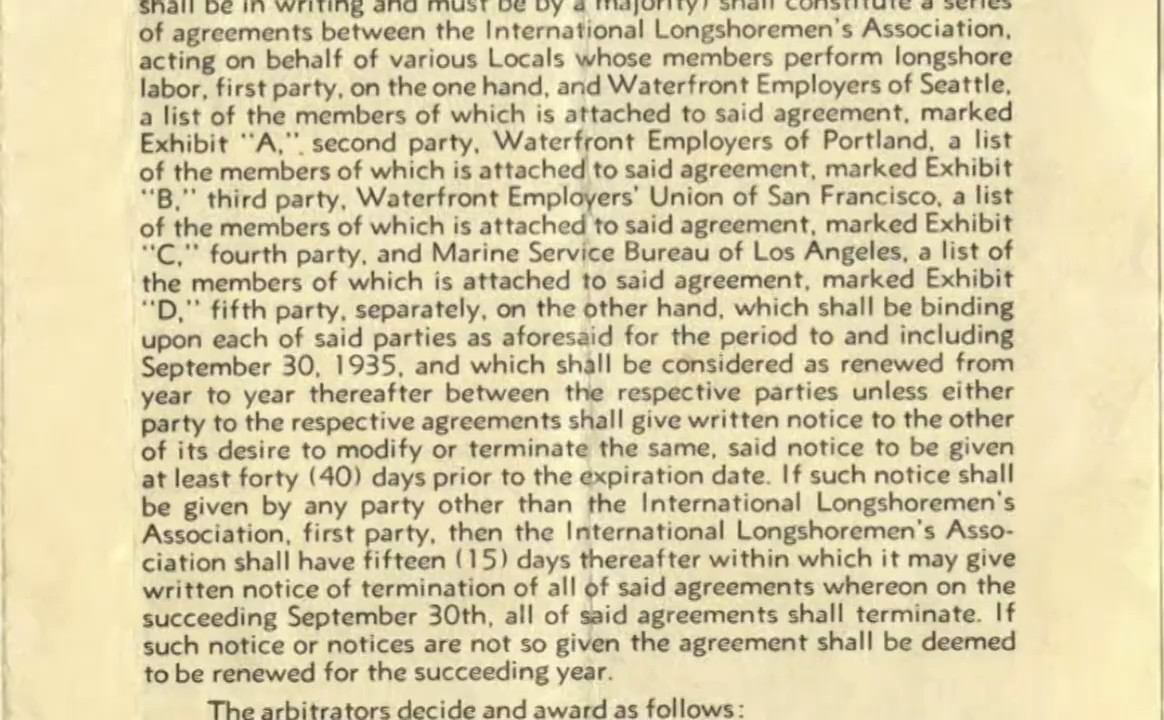 shall be in writing and must be by a majority) shall constitute a series
of agreements between the International Longshoremen's Association,
acting on behalf of various Locals whose members perform longshore
labor, first party, on the one hand, and Waterfront Employers of Seattle,
a list of the members of which is attached to said agreement, marked
Exhibit "A,". second party, Waterfront Employers of Portland, a list
of the members of which is attached to said agreement, marked Exhibit
"B," third party, Waterfront Employers' Union of San Francisco, a list
of the members of which is attached to said agreement, marked Exhibit
"C," fourth party, and Marine Service Bureau of Los Angeles, a list of
the members of which is attached to said agreement, marked Exhibit
"D," fifth party, separately, on the other hand, which shall be binding
upon each of said parties as aforesaid for the period to and including
September 30, 1935, and which shall be considered as renewed from
year to year thereafter between the respective parties unless either
party to the respective agreements shall give written notice to the other
of its desire to modify or terminate the same, said notice to be given
at least forty (40) days prior to the expiration date. If such notice shall
be given by any party other than the International Longshoremen's
Association, first party, then the International Longshoremen's Asso-
ciation shall have fifteen (15) days thereafter within which it may give
written notice of termination of all of said agreements whereon on the
succeeding September 30th, all of said agreements shall terminate. If
such notice or notices are not so given the agreement shall be deemed
to be renewed for the succeeding year.
The arbitrators decide and award as follows: